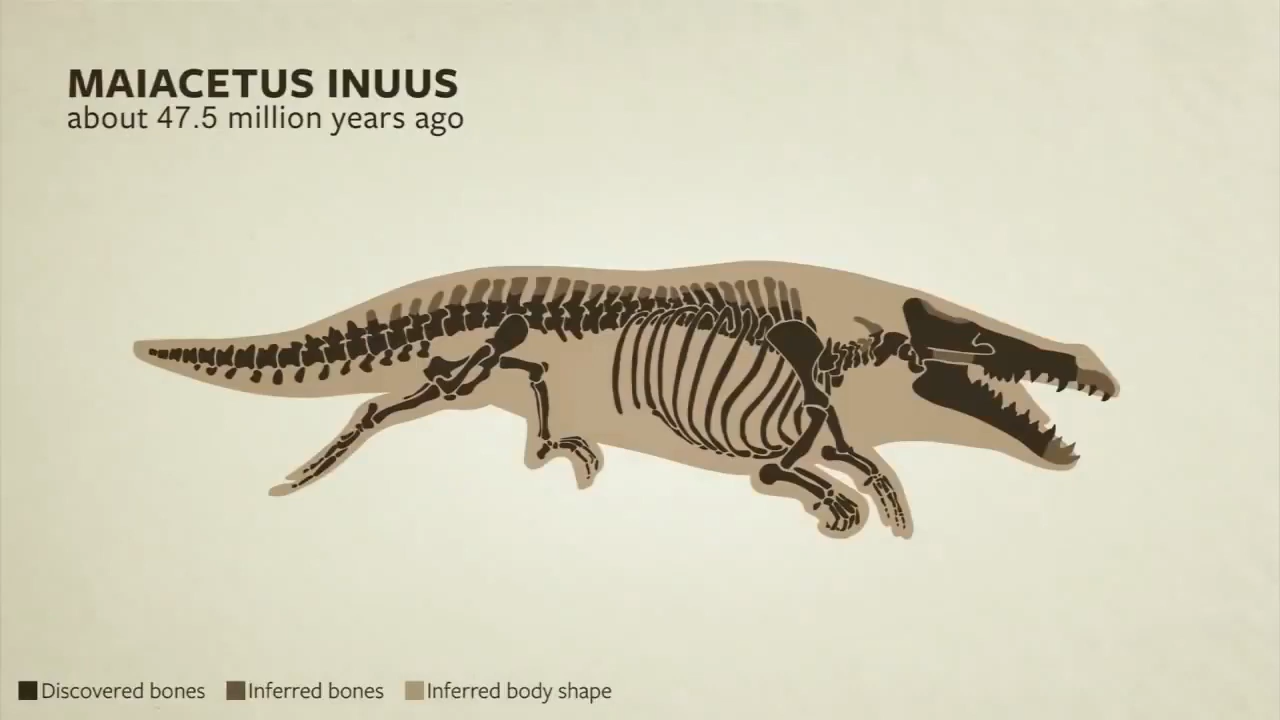 MAIACETUS INUUS
about 47.5 million years ago
Discovered bones Inferred bones Inferred body shape